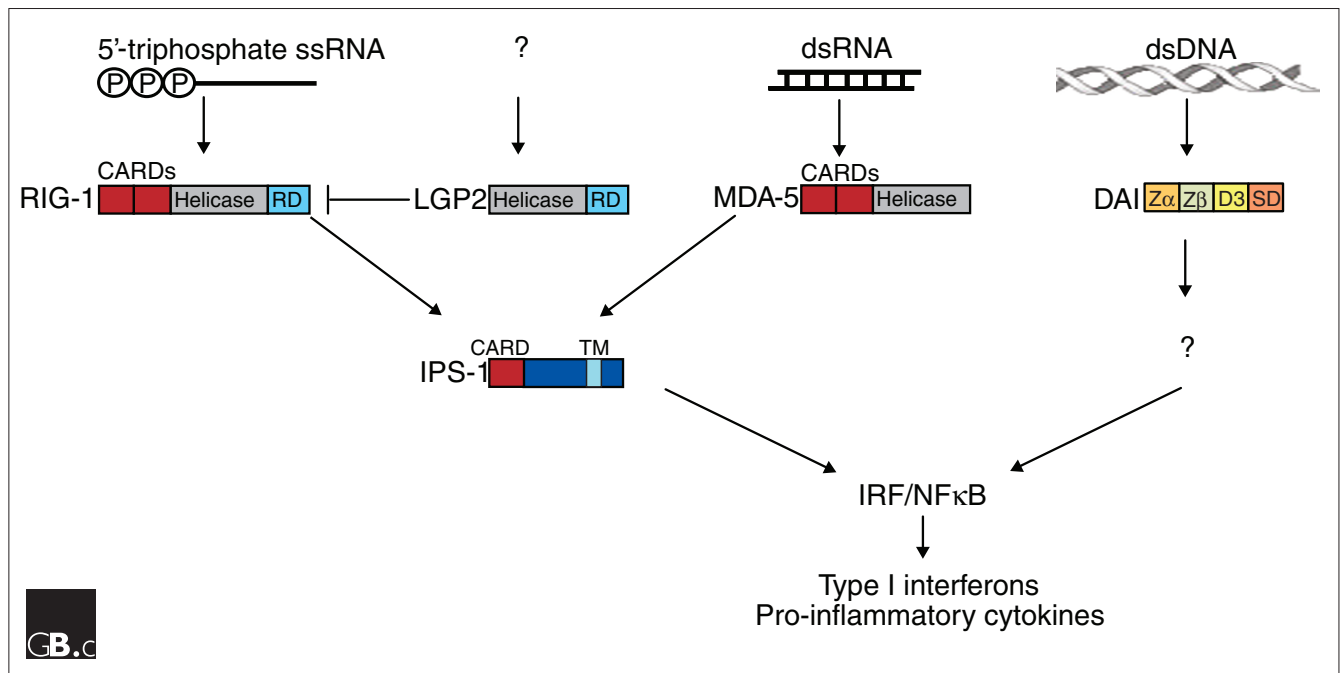 5'-triphosphate ssRNA
P P P
?
dsRNA
dsDNA
CARDs
RIG-1
Helicase
RD
LGP2
Helicase
RD
CARDs
MDA-5
Helicase
DAI
Zα
Zβ
D3
SD
CARD
TM
IPS-1
?
IRF/NFκB
Type I interferons
Pro-inflammatory cytokines
GB.c